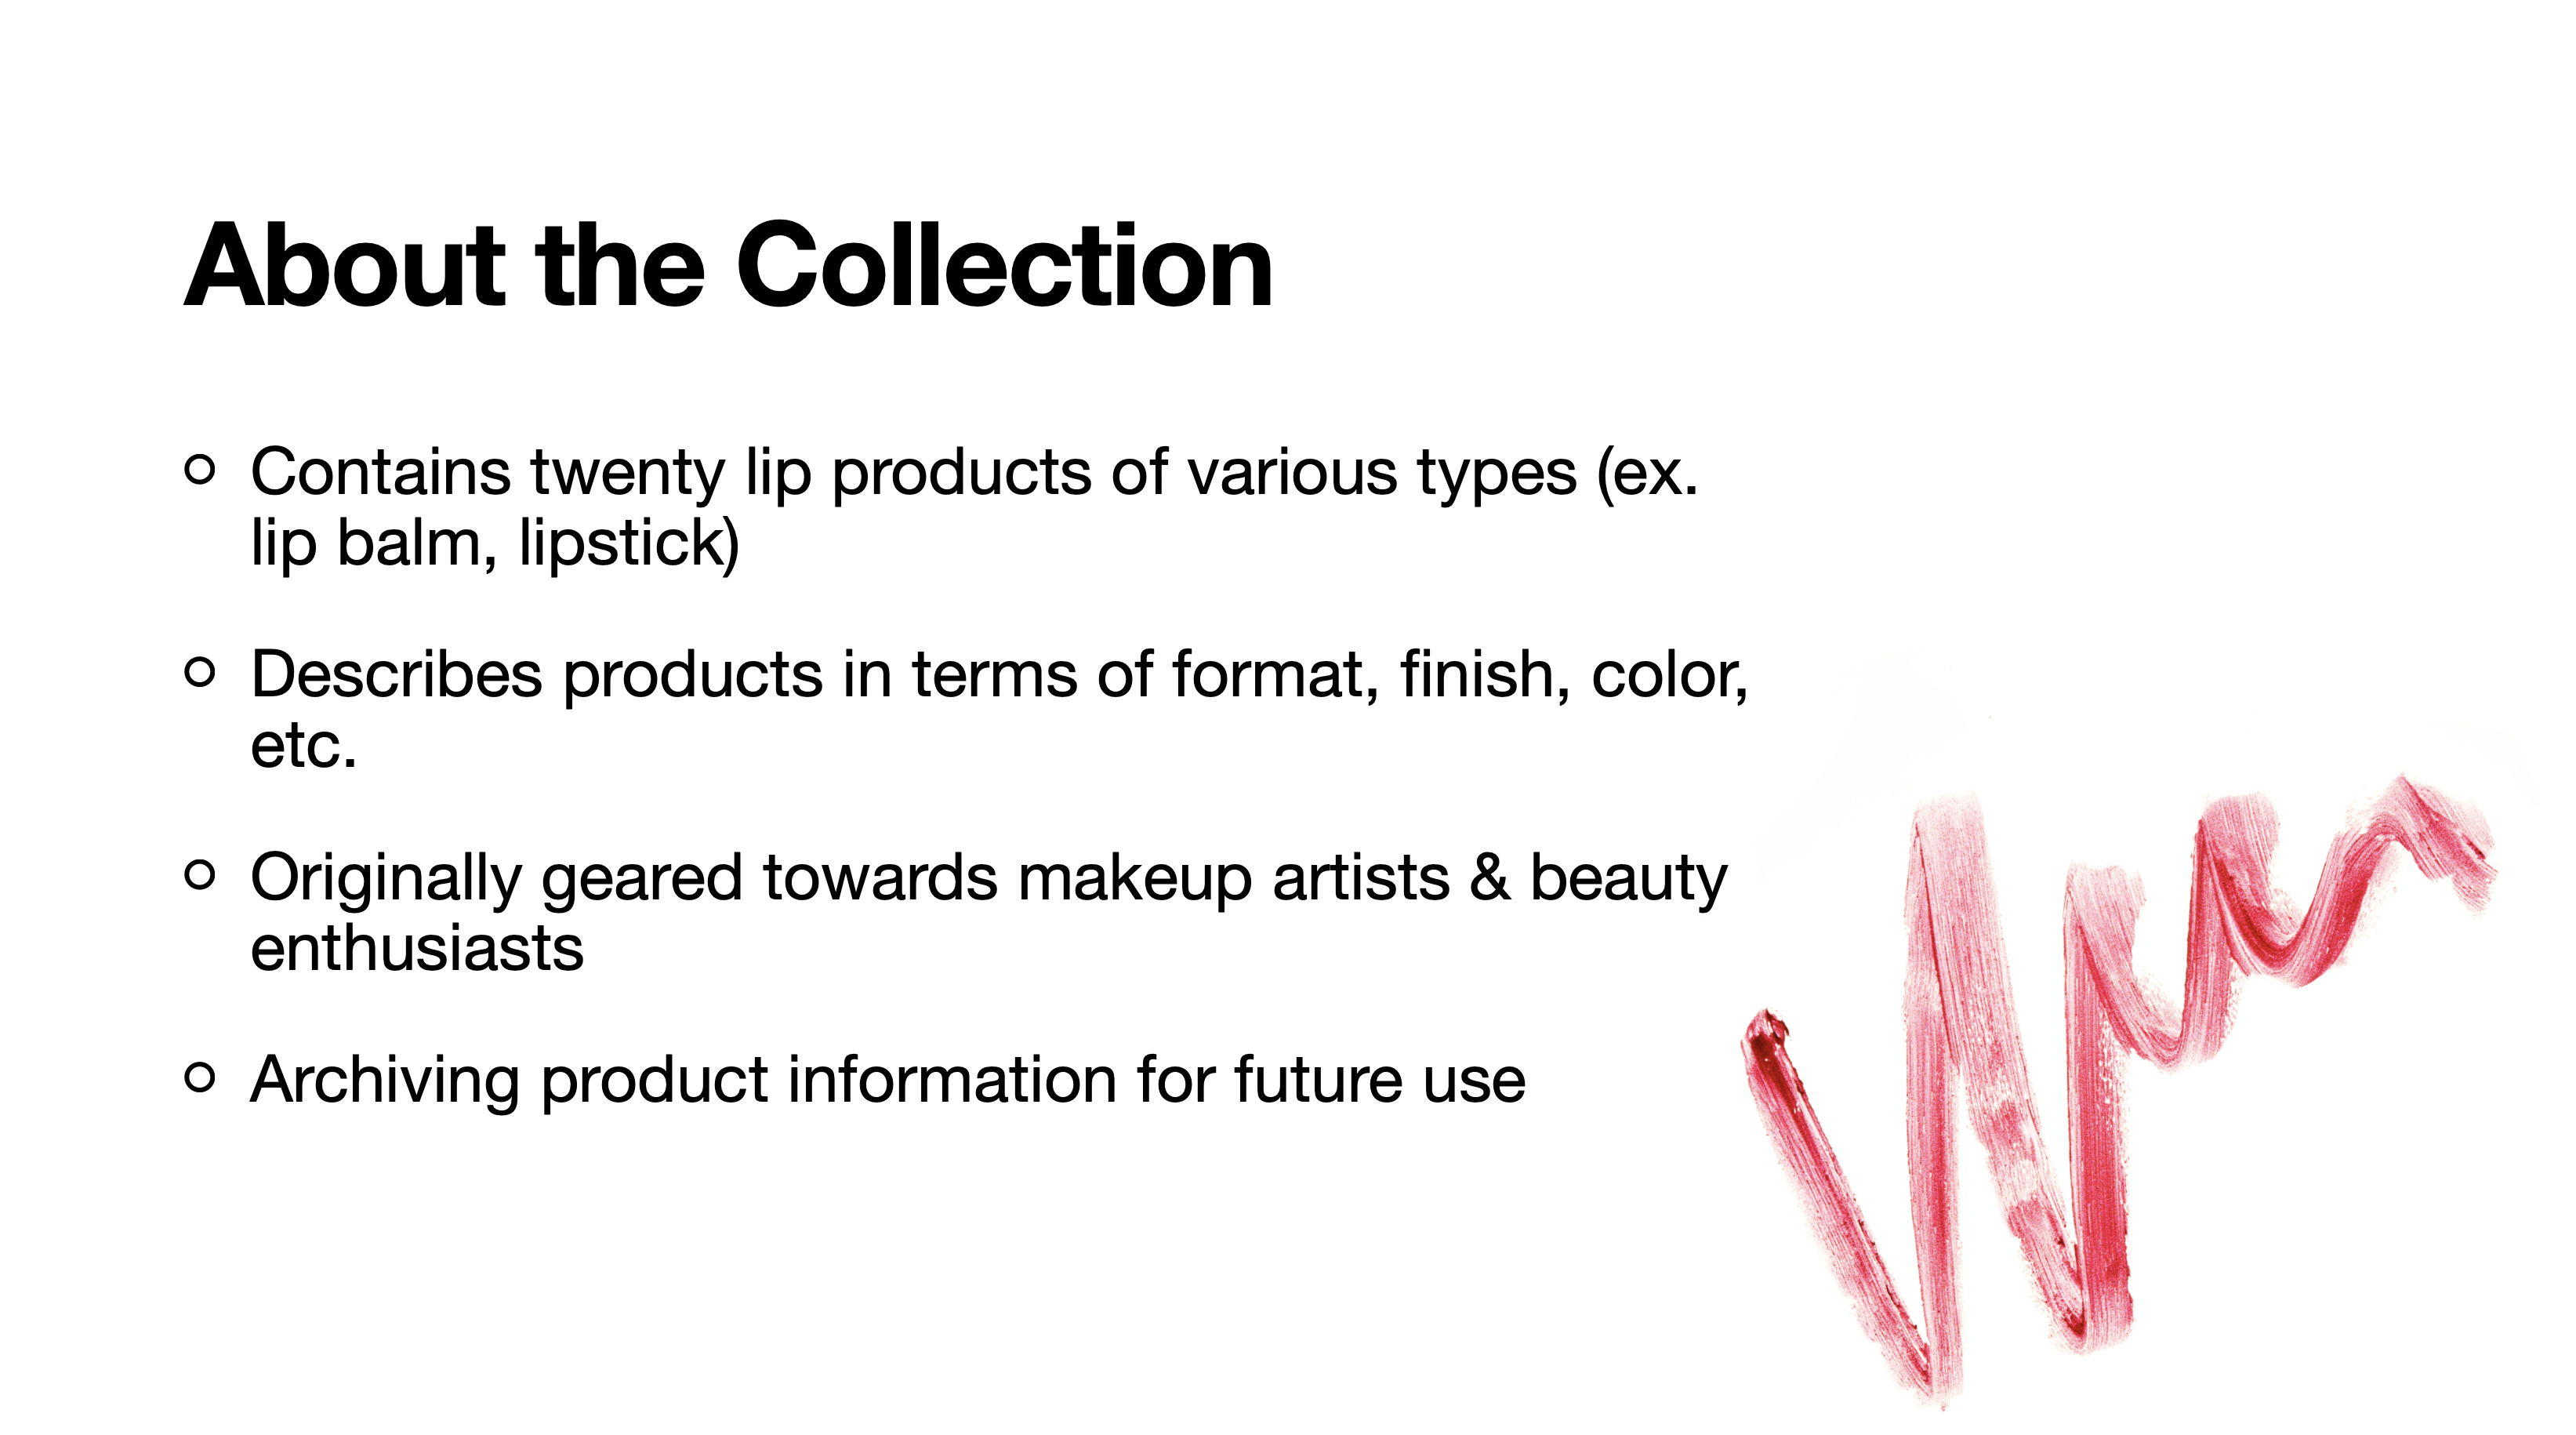 About the Collection
Contains twenty lip products of various types (ex.
lip balm, lipstick)
Describes products in terms of format, finish, color,
etc.
Originally geared towards makeup artists & beauty
enthusiasts
Archiving product information for future use